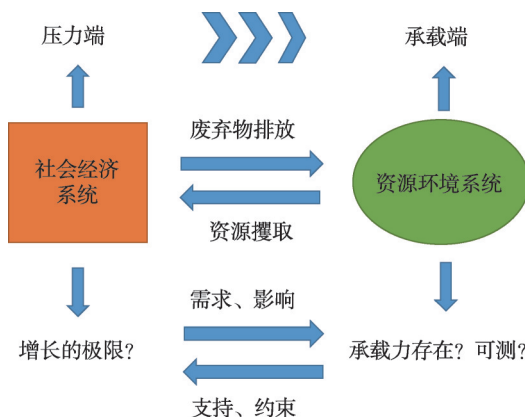 压力端
承载端
废弃物排放
社会经济
系统
资源环境系统
资源攫取
需求、影响
增长的极限?
承载力存在?可测?
支持、约束